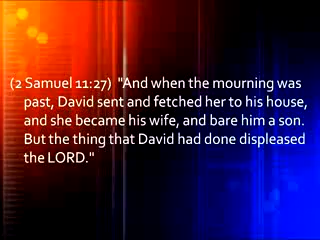 (2 Samuel 11:27)  "And when the mourning was
past, David sent and fetched her to his house,
and she became his wife, and bare him a son.
But the thing that David had done displeased
the LORD."